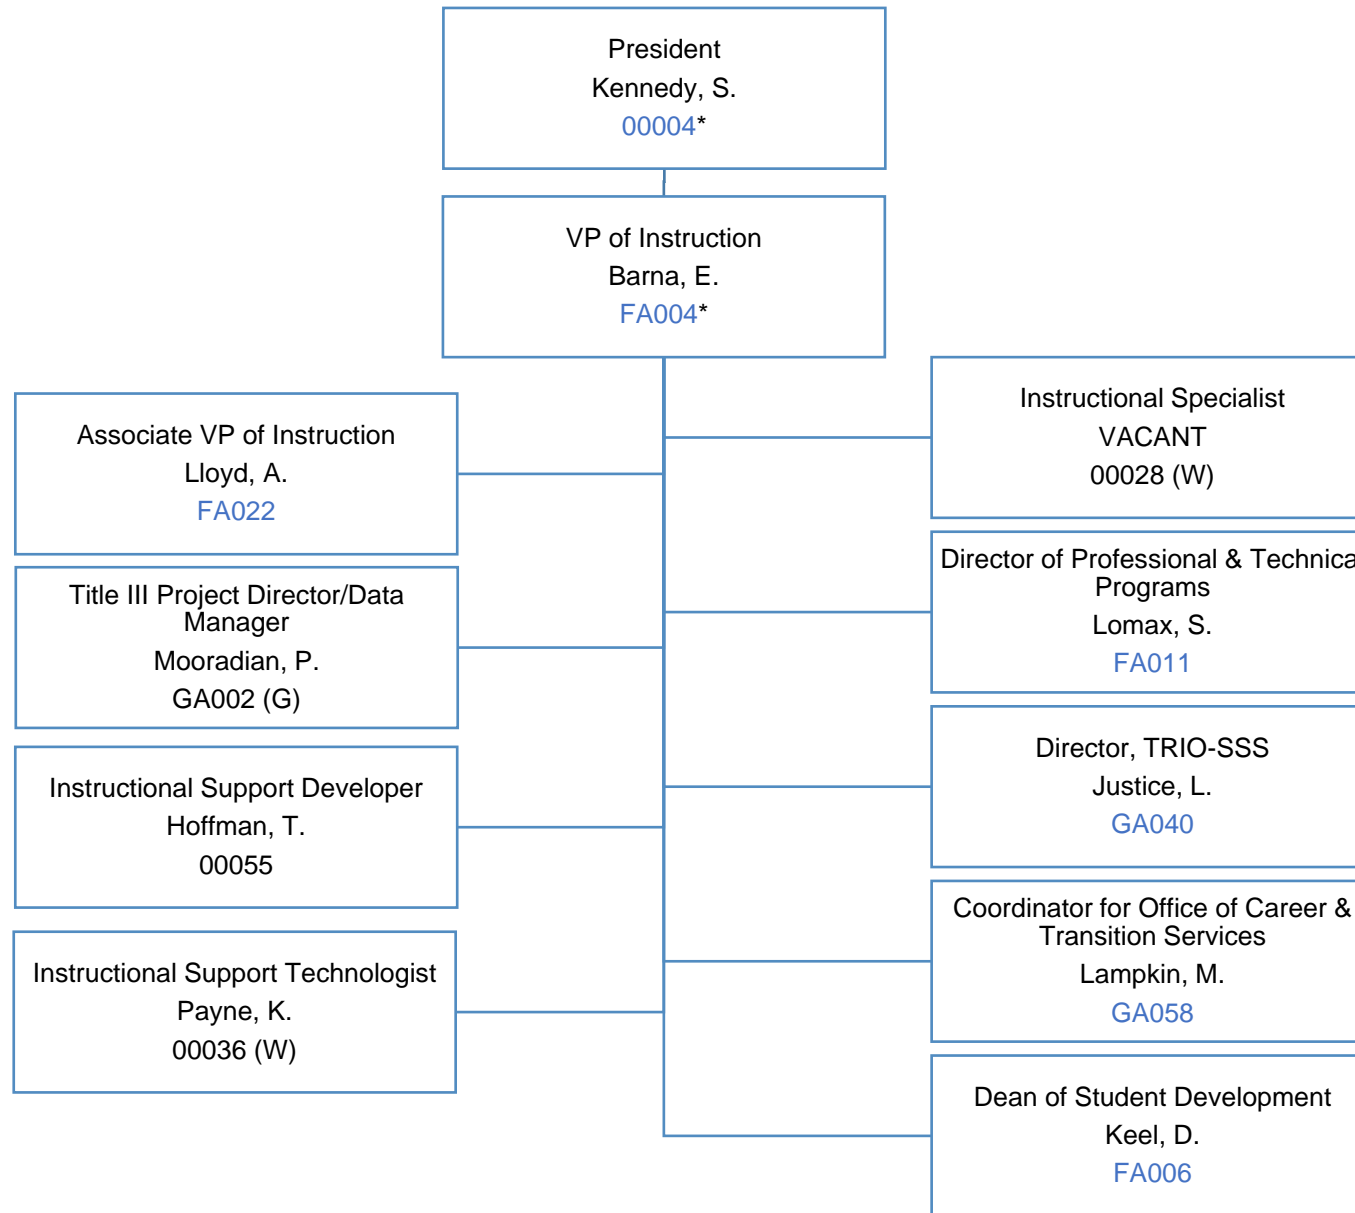 President
Kennedy, S.
00004*
VP of Instruction
Barna, E.
FA004*
Associate VP of Instruction
Lloyd, A.
FA022
Title III Project Director/Data
Manager
Mooradian, P.
GA002 (G)
Instructional Support Developer
Hoffman, T.
00055
Instructional Support Technologist
Payne, K.
00036 (W)
Instructional Specialist
VACANT
00028 (W)
Director of Professional & Technica
Programs
Lomax, S.
FA011
Director, TRIO-SSS
Justice, L.
GA040
Coordinator for Office of Career &
Transition Services
Lampkin, M.
GA058
Dean of Student Development
Keel, D.
FA006